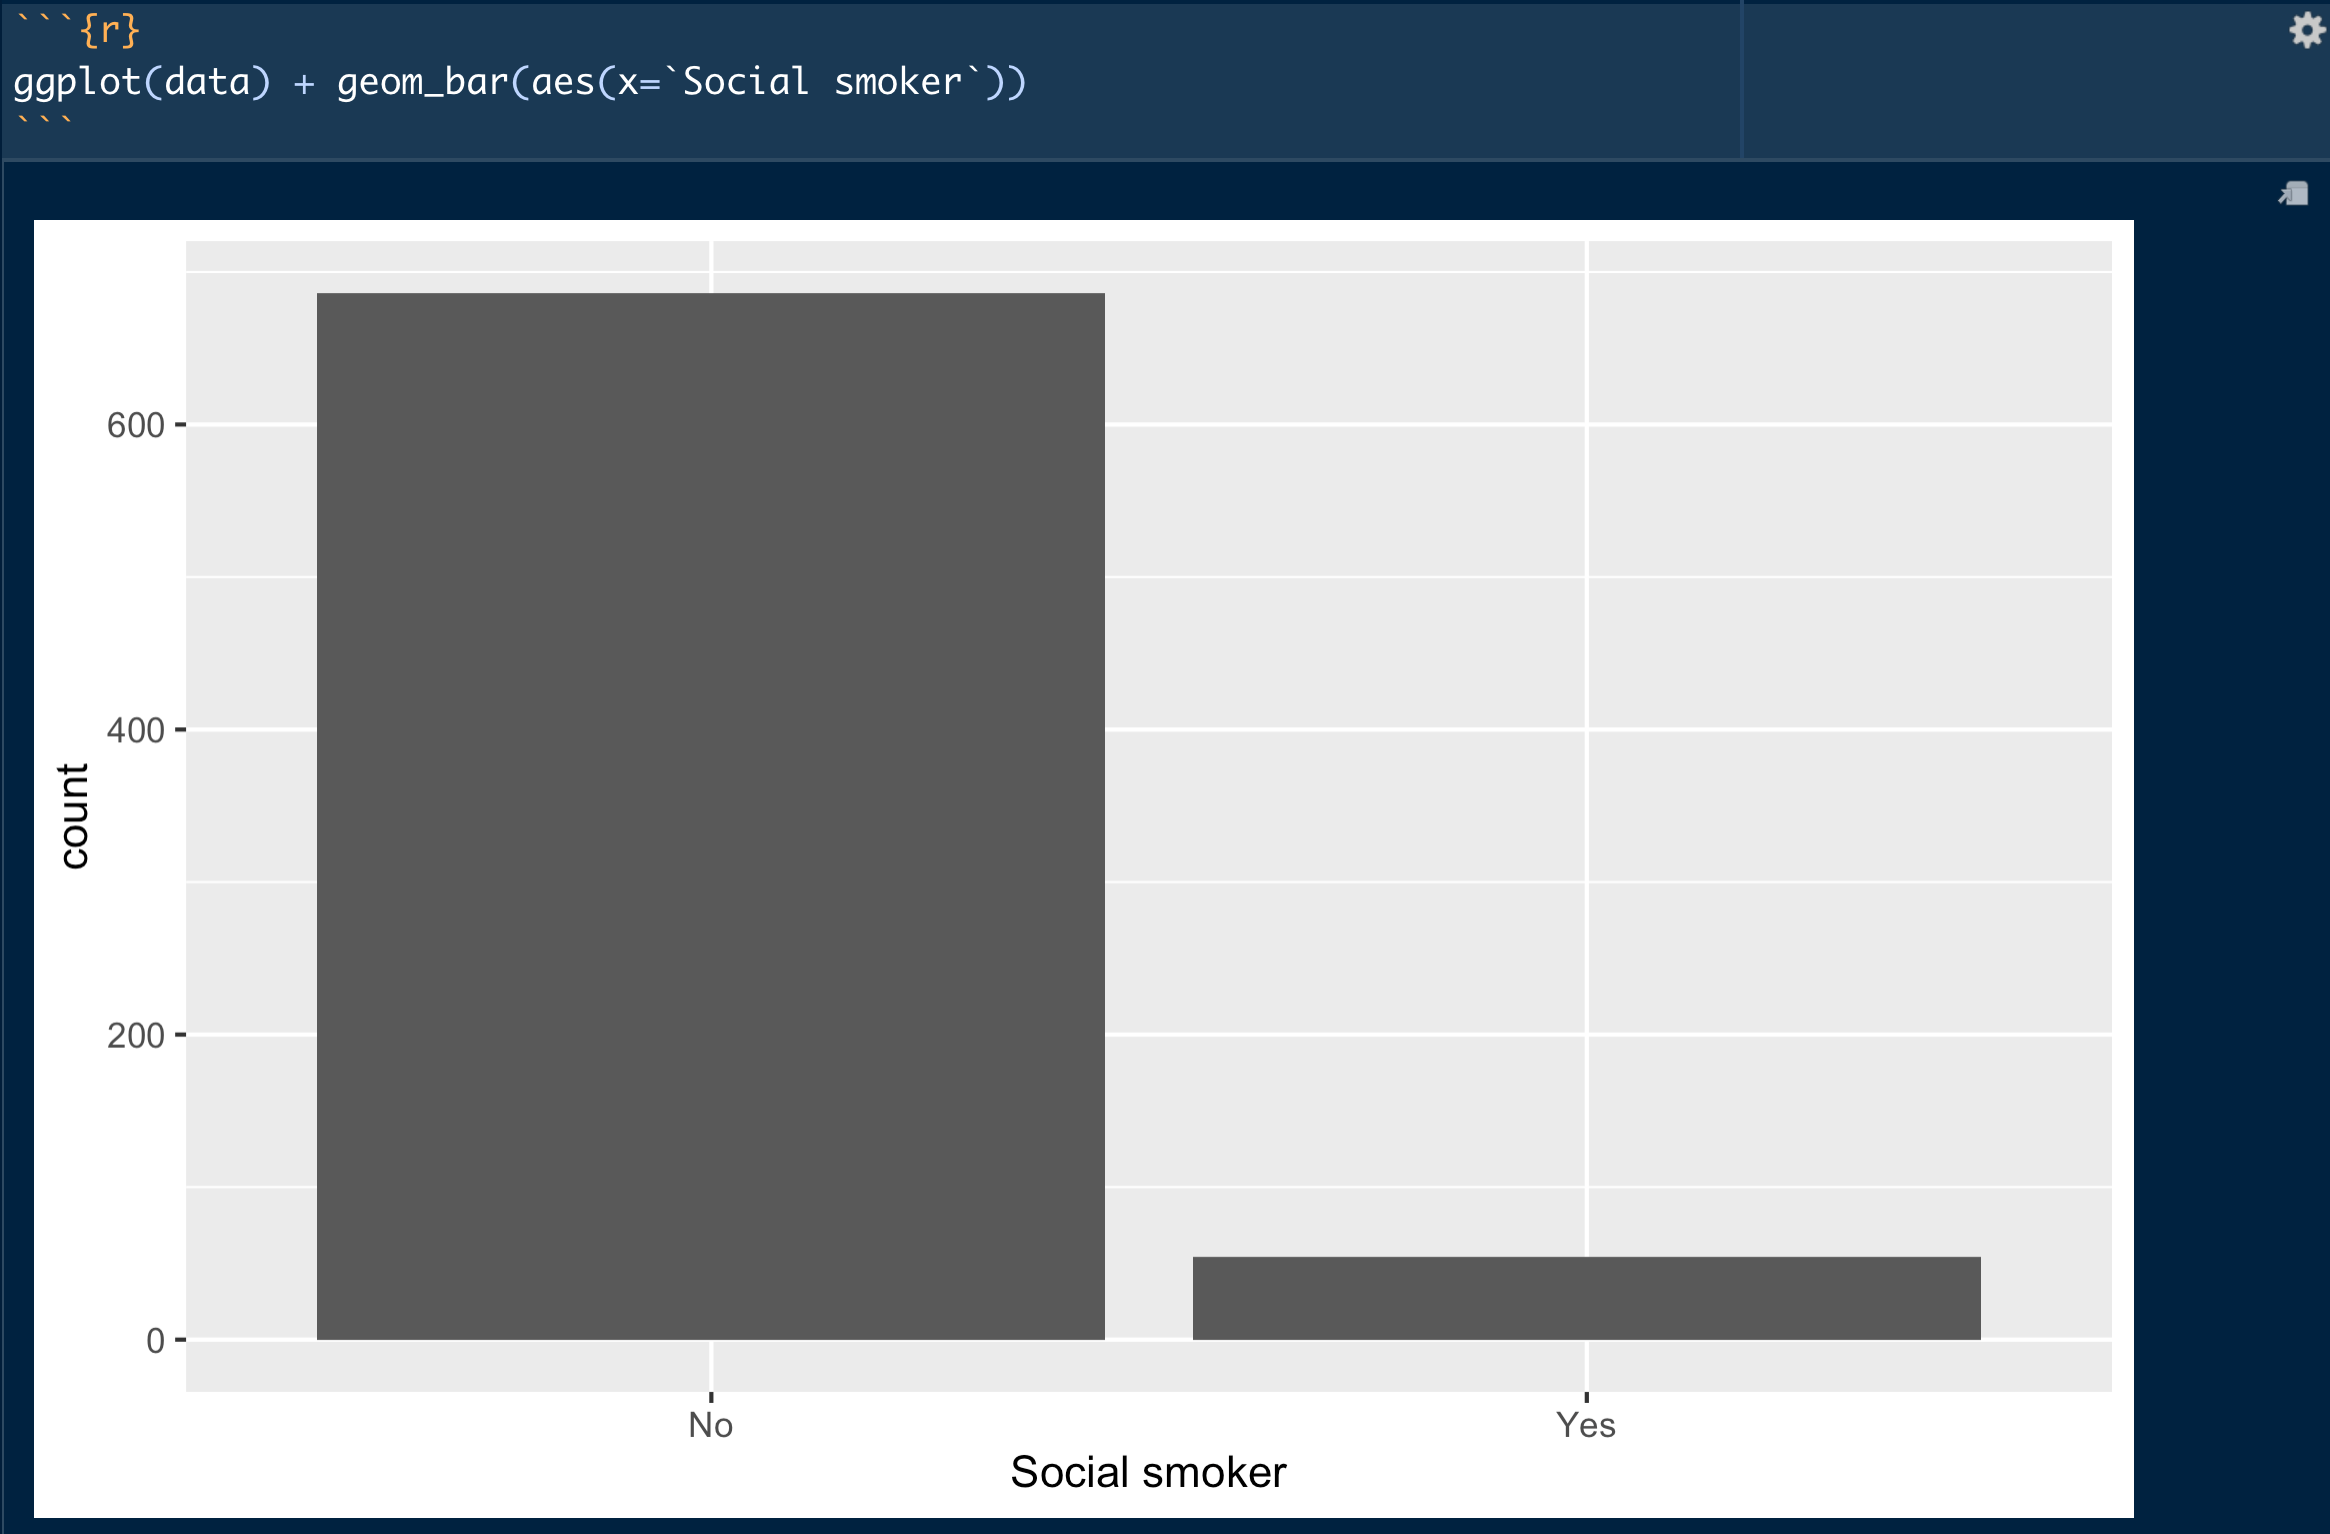 ```{r}
ggplot(data) + geom_bar(aes(x=`Social smoker`))
```
600
400
200
0
count
No Yes
Social smoker